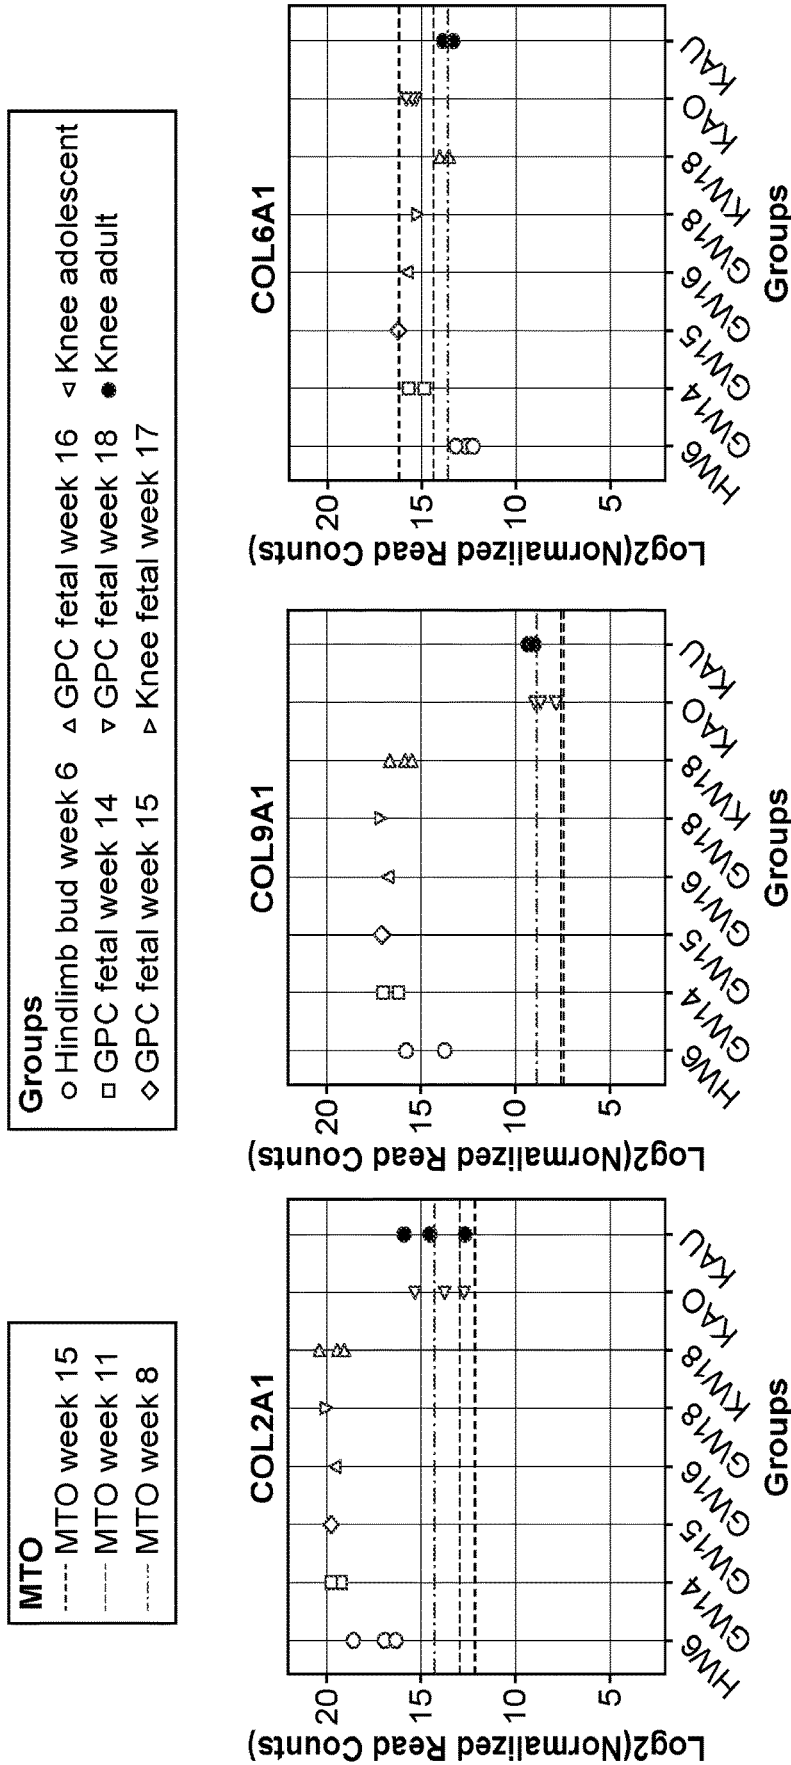 MTO
MTO week 15
MTO week 11
MTO week 8
Groups
Hindlimb bud week 6
GPC fetal week 14
GPC fetal week 15
GPC fetal week 16
GPC fetal week 18
Knee fetal week 17
Knee adolescent
Knee adult
COL2A1
Log2(Normalized Read Counts)
20
15
10
5
HW6
GW14
GW15
GW16
GW18
KW18
KAO
KAU
Groups
COL9A1
Log2(Normalized Read Counts)
20
15
10
5
HW6
GW14
GW15
GW16
GW18
KW18
KAO
KAU
Groups
COL6A1
Log2(Normalized Read Counts)
20
15
10
5
HW6
GW14
GW15
GW16
GW18
KW18
KAO
KAU
Groups